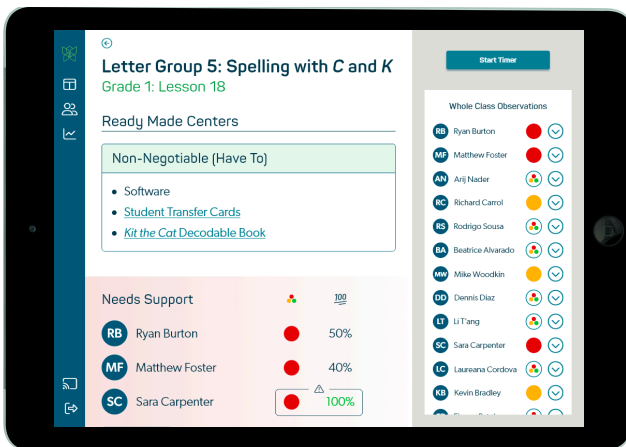 Letter Group 5: Spelling with C and K
Grade 1: Lesson 18
Ready Made Centers
Non-Negotiable (Have To)
• Software
• Student Transfer Cards
• Kit the Cat Decodable Book
Needs Support
100
RB Ryan Burton 50%
MF Matthew Foster 40%
SC Sara Carpenter 100%
Start Timer
Whole Class Observations
RB Ryan Burton
MF Matthew Foster
AN Arij Nader
RC Richard Carrol
RS Rodrigo Sousa
BA Beatrice Alvarado
MW Mike Woodkin
DD Dennis Diaz
LT Li T'ang
SC Sara Carpenter
LC Laureana Cordova
KB Kevin Bradley